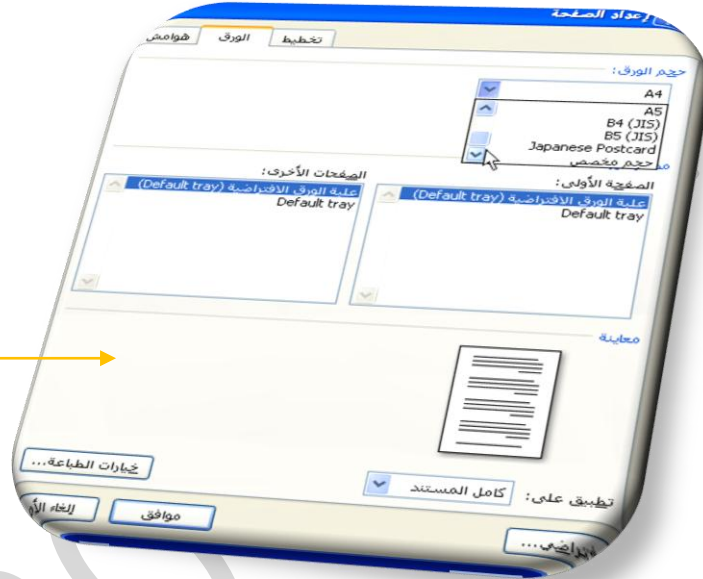 إعداد الصفحة
هوامش الورق تخطيط
حجم الورق:
A4
A5
B4 (JIS)
B5 (JIS)
Japanese Postcard
حجم مخصص
الصفحة الأولى:
علبة الورق الافتراضية (Default tray)
Default tray
الصفحات الأخرى:
علبة الورق الافتراضية (Default tray)
Default tray
معاينة
تطبيق على: كامل المستند
خيارات الطباعة...
موافق
إلغاء